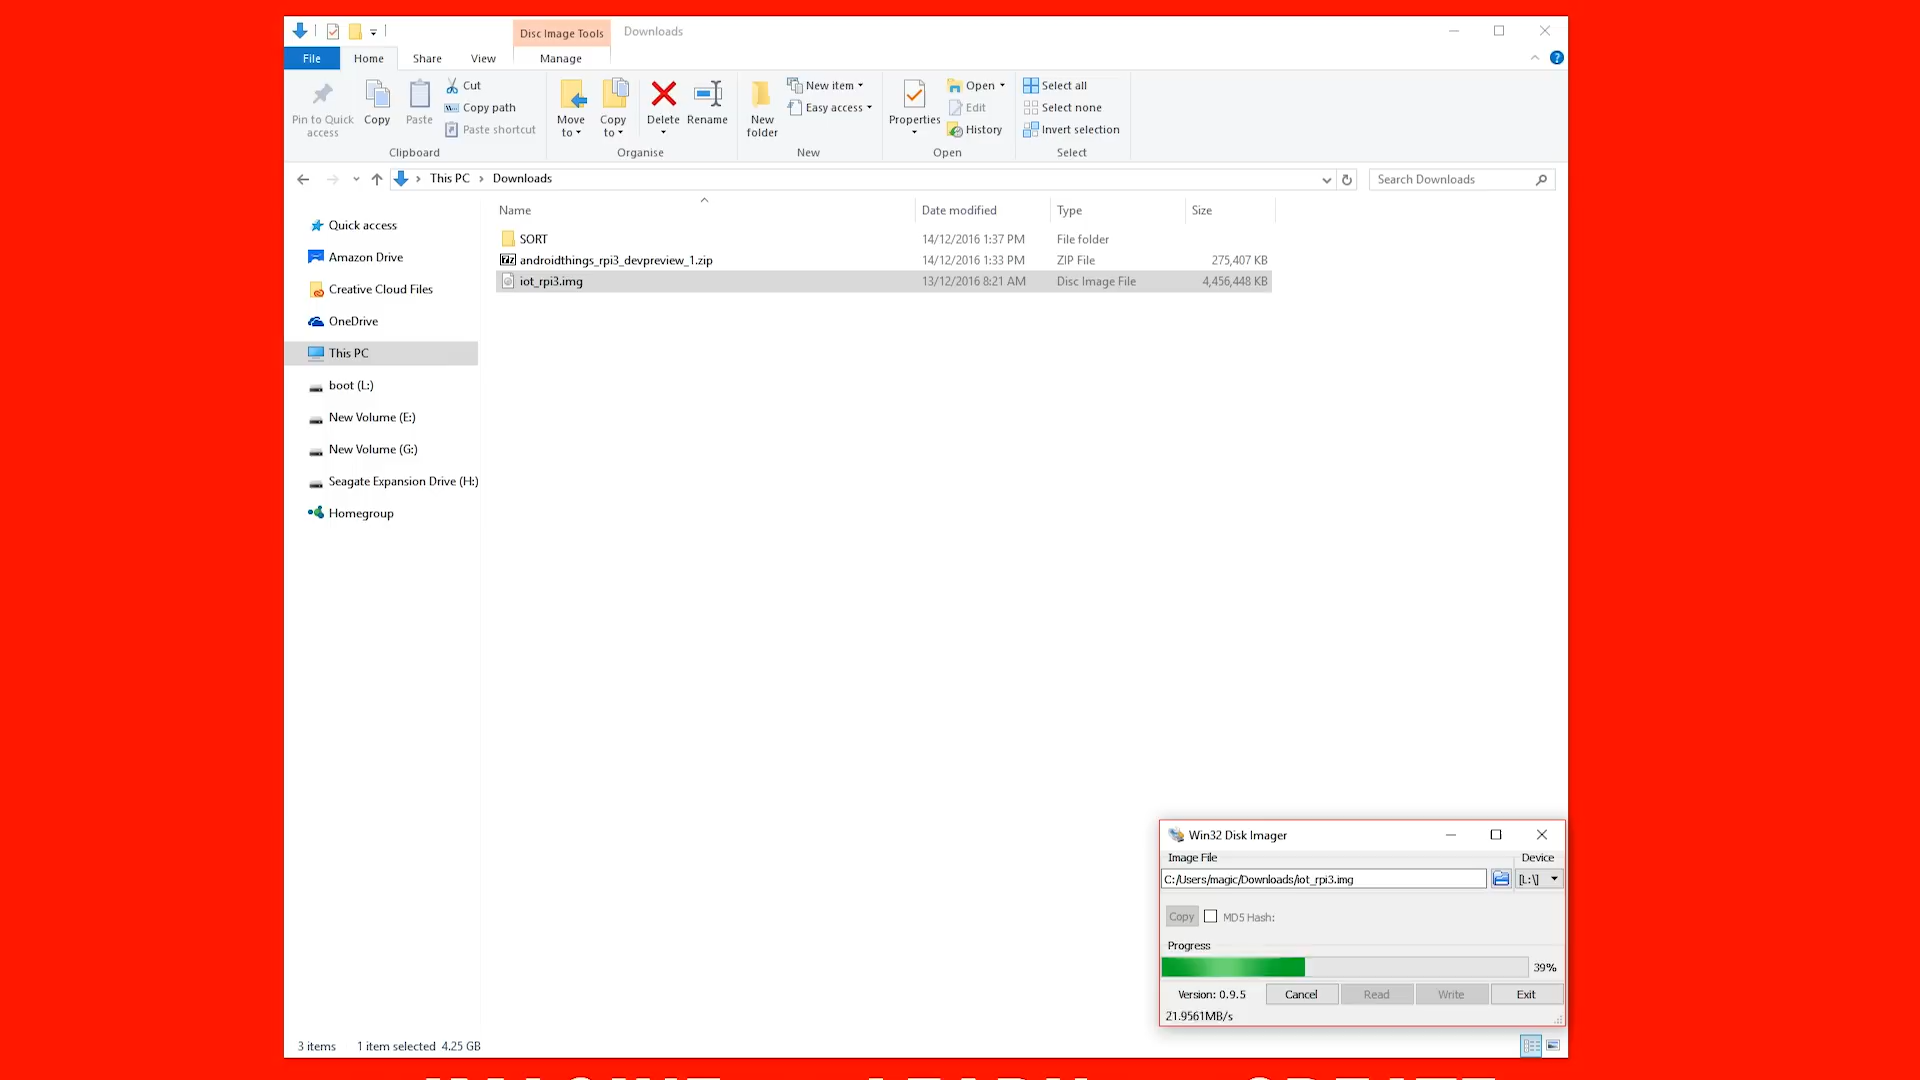 Disc Image Tools Downloads
File Home Share View Manage
Pin to Quick access
Copy
Paste
Cut
Copy path
Paste shortcut
Clipboard
Move to
Copy to
Delete
Rename
Organise
New folder
New item
Easy access
New
Properties
Open
Edit
History
Open
Select all
Select none
Invert selection
Select
This PC > Downloads
Search Downloads
Name Date modified Type Size
SORT 14/12/2016 1:37 PM File folder
androidthings_rpi3_devpreview_1.zip 14/12/2016 1:33 PM ZIP File 275,407 KB
iot_rpi3.img 13/12/2016 8:21 AM Disc Image File 4,456,448 KB
Quick access
Amazon Drive
Creative Cloud Files
OneDrive
This PC
boot (L:)
New Volume (E:)
New Volume (G:)
Seagate Expansion Drive (H:)
Homegroup
Win32 Disk Imager
Image File Device
C:/Users/magic/Downloads/iot_rpi3.img [L:\]
Copy MD5 Hash:
Progress
39%
Version: 0.9.5 Cancel Read Write Exit
21.9561MB/s
3 items 1 item selected 4.25 GB